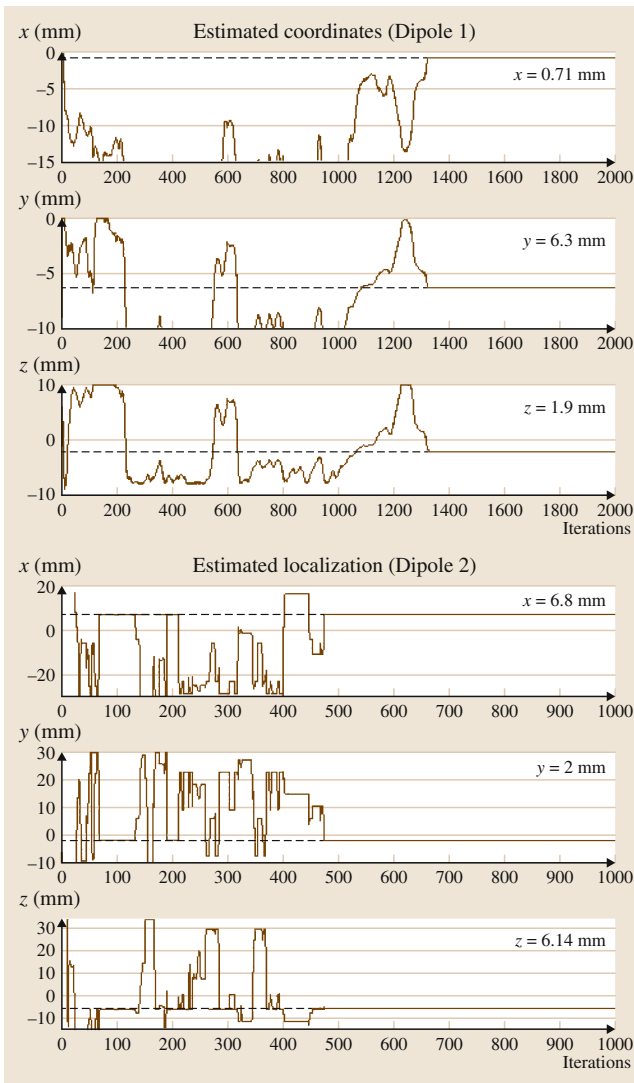 x (mm) Estimated coordinates (Dipole 1)
0
x = 0.71 mm
–5
–10
–15
0 200 400 600 800 1000 1200 1400 1600 1800 2000
y (mm)
0
y = 6.3 mm
–5
–10
0 200 400 600 800 1000 1200 1400 1600 1800 2000
z (mm)
10
z = 1.9 mm
0
–10
0 200 400 600 800 1000 1200 1400 1600 1800 2000
Iterations
x (mm) Estimated localization (Dipole 2)
20
x = 6.8 mm
0
–20
0 100 200 300 400 500 600 700 800 900 1000
y (mm)
30
y = 2 mm
20
10
0
–10
0 100 200 300 400 500 600 700 800 900 1000
z (mm)
30
z = 6.14 mm
20
10
0
–10
0 100 200 300 400 500 600 700 800 900 1000
Iterations